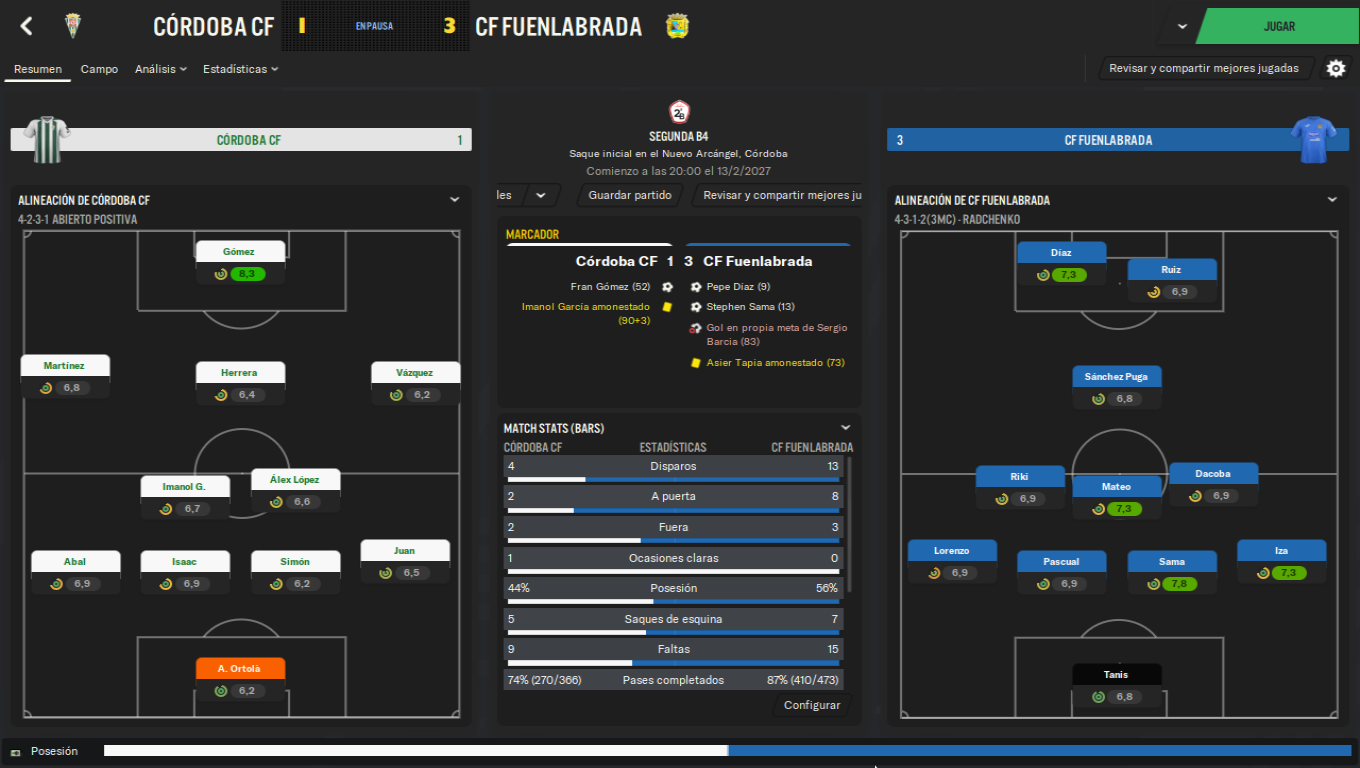 CÓRDOBA CF 1 EN PAUSA 3 CF FUENLABRADA
JUGAR
Resumen Campo Análisis Estadísticas
Revisar y compartir mejores jugadas
CÓRDOBA CF 1
2ªB
SEGUNDA B4
Saque inicial en el Nuevo Arcángel, Córdoba
Comienzo a las 20:00 el 13/2/2027
les Guardar partido Revisar y compartir mejores ju
3 CF FUENLABRADA
ALINEACIÓN DE CÓRDOBA CF
4-2-3-1 ABIERTO POSITIVA
Gómez
8,3
Martínez
6,8
Herrera
6,4
Vázquez
6,2
Imanol G.
6,7
Álex López
6,6
Abal
6,9
Isaac
6,9
Simón
6,2
Juan
6,5
A. Ortolà
6,2
MARCADOR
Córdoba CF 1 3 CF Fuenlabrada
Fran Gómez (52)
Imanol García amonestado
(90+3)
Pepe Díaz (9)
Stephen Sama (13)
Gol en propia meta de Sergio
Barcia (83)
Asier Tapia amonestado (73)
MATCH STATS (BARS)
CÓRDOBA CF ESTADÍSTICAS CF FUENLABRADA
4 Disparos 13
2 A puerta 8
2 Fuera 3
1 Ocasiones claras 0
44% Posesión 56%
5 Saques de esquina 7
9 Faltas 15
74% (270/366) Pases completados 87% (410/473)
Configurar
ALINEACIÓN DE CF FUENLABRADA
4-3-1-2(3MC) - RADCHENKO
Díaz
7,3
Ruiz
6,9
Sánchez Puga
6,8
Riki
6,9
Mateo
7,3
Dacoba
6,9
Lorenzo
6,9
Pascual
6,9
Sama
7,8
Iza
7,3
Tanis
6,8
Posesión